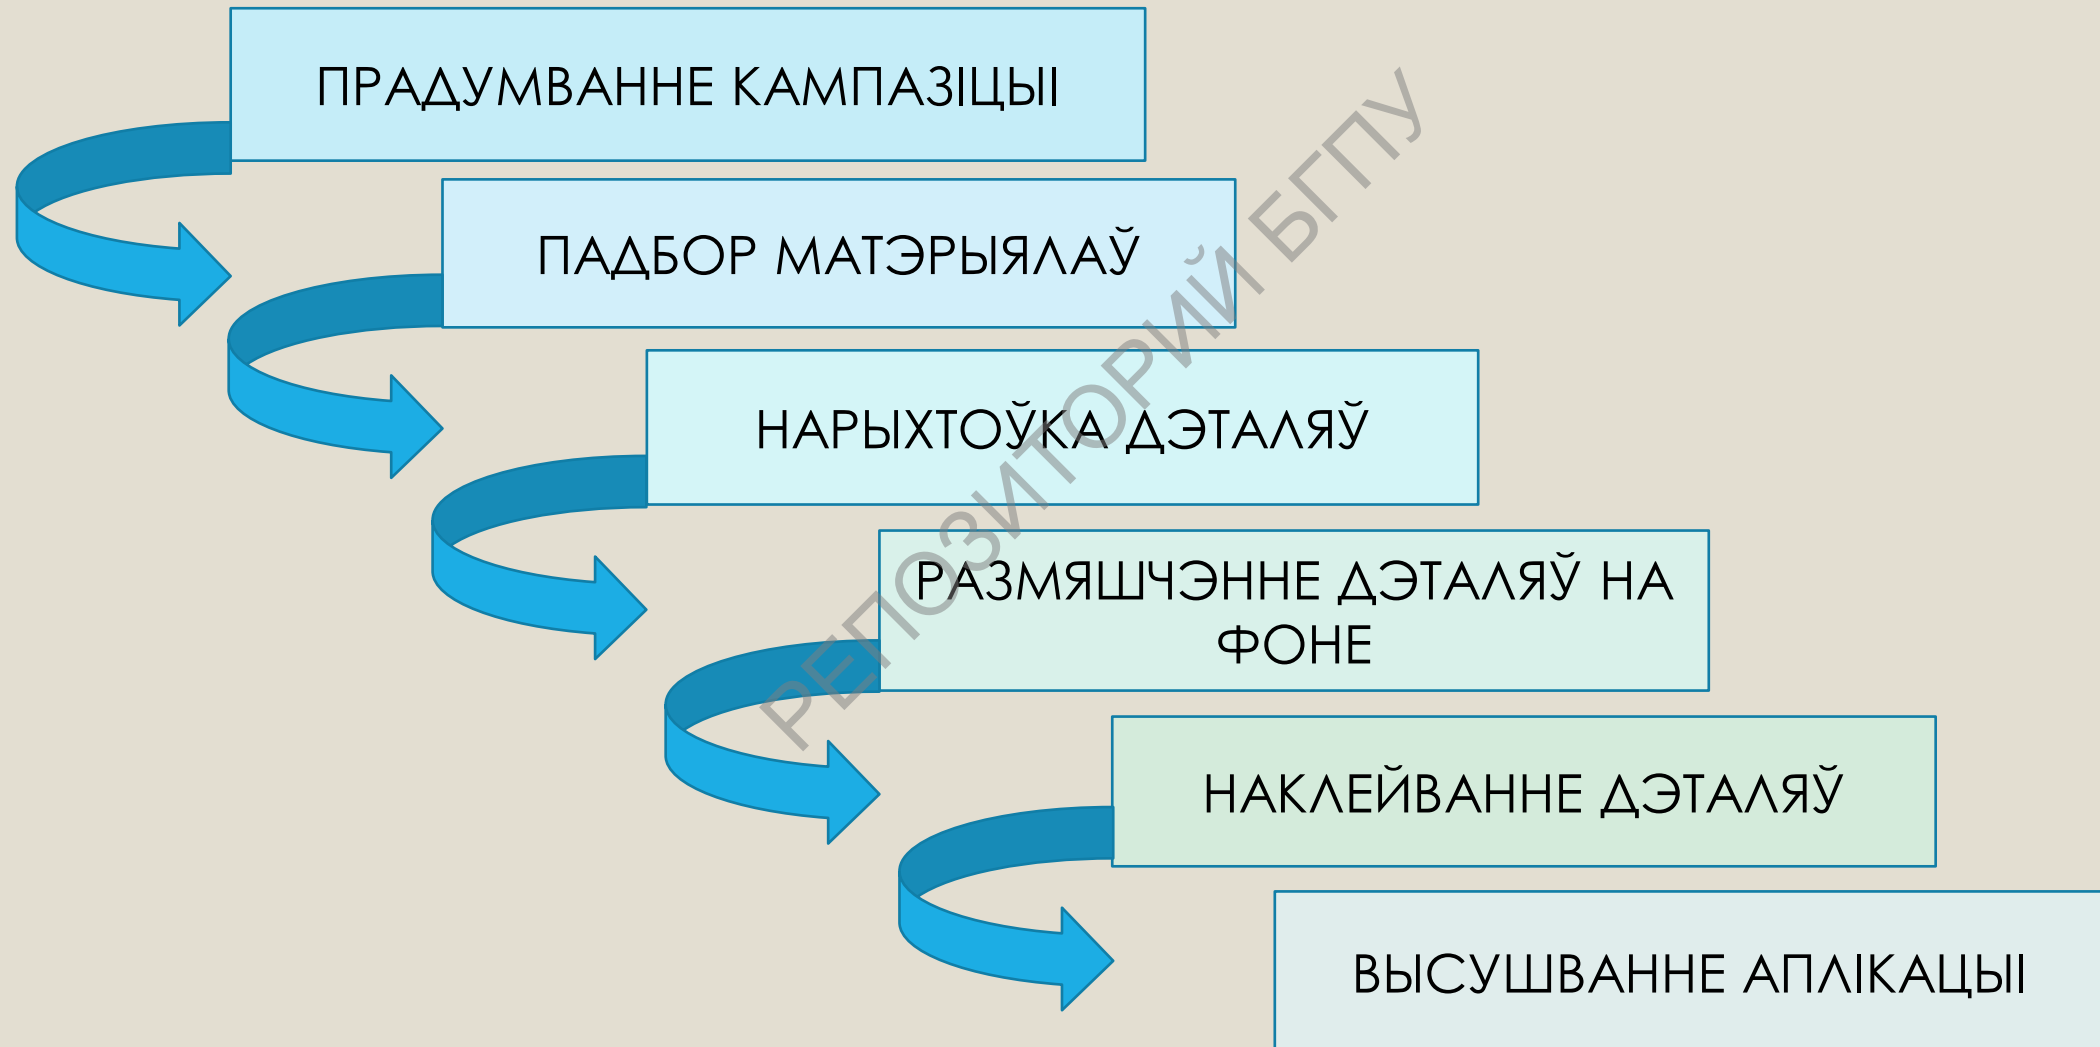 ПРАДУМВАННЕ КАМПАЗІЦЫІ
ПАДБОР МАТЭРЫЯЛАЎ
НАРЫХТОЎКА ДЭТАЛЯЎ
РАЗМЯШЧЭННЕ ДЭТАЛЯЎ НА
ФОНЕ
НАКЛЕЙВАННЕ ДЭТАЛЯЎ
ВЫСУШВАННЕ АПЛІКАЦЫІ
РЕПОЗИТОРИЙ БГПУ